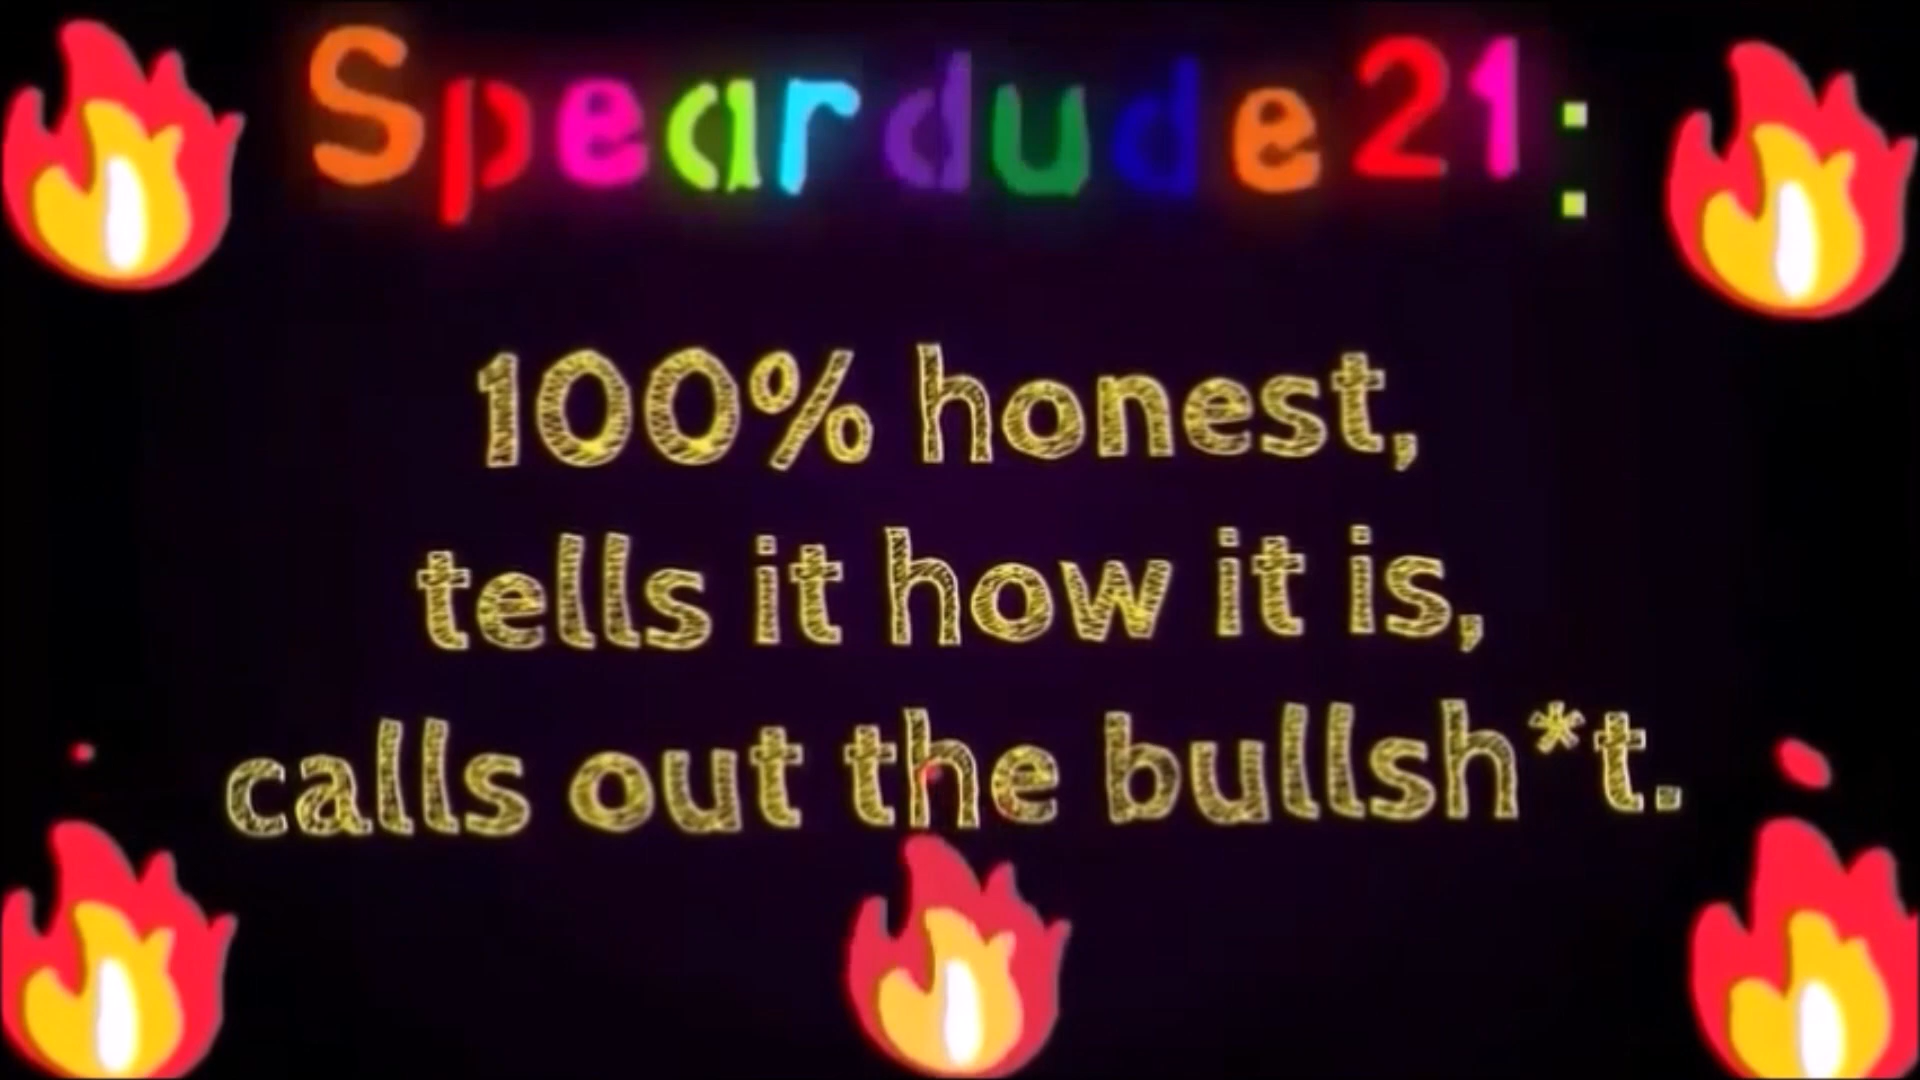 Speardude21:
100% honest,
tells it how it is,
calls out the bullsh*t.